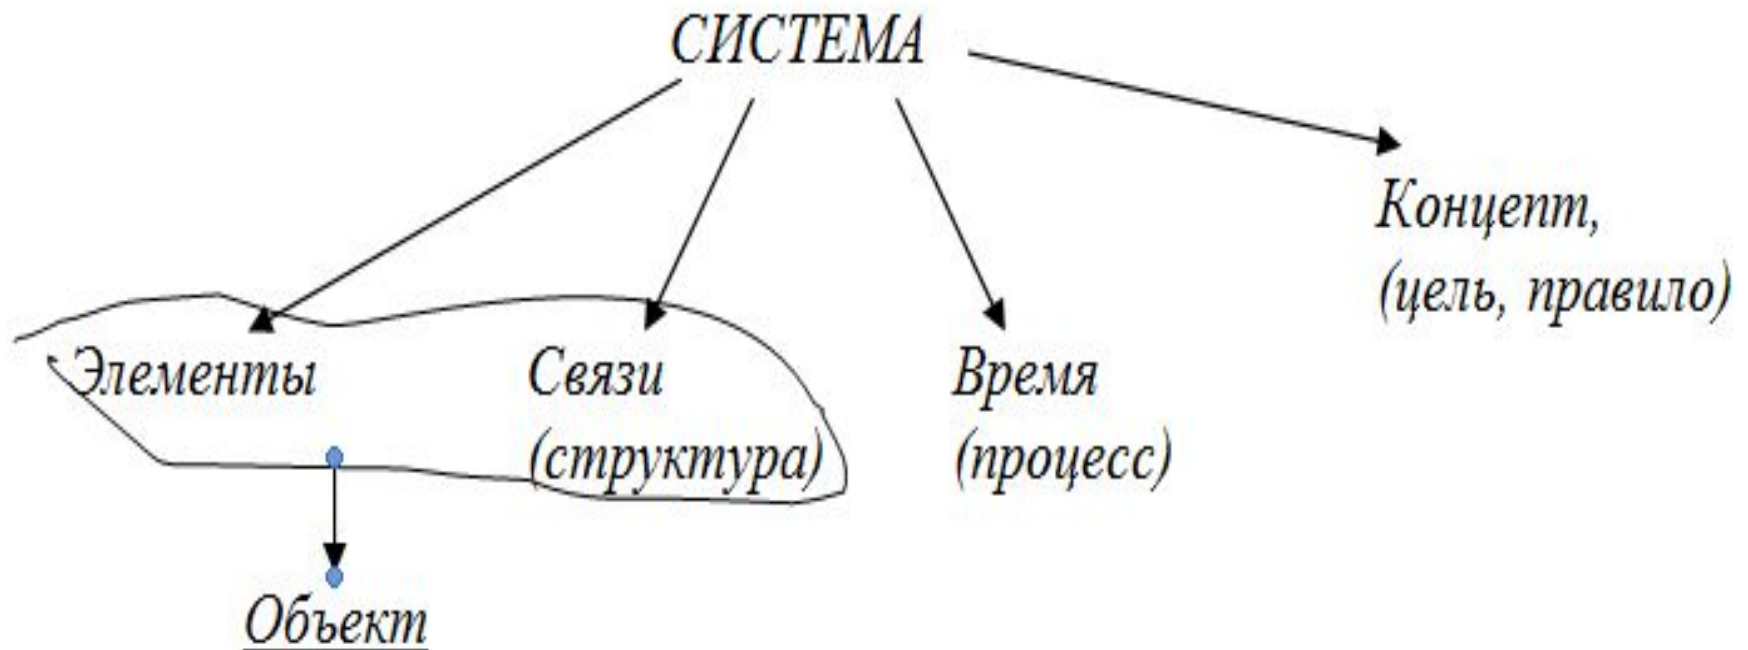 СИСТЕМА
Концепт,
(цель, правило)
Элементы
Связи
(структура)
Время
(процесс)
Объект